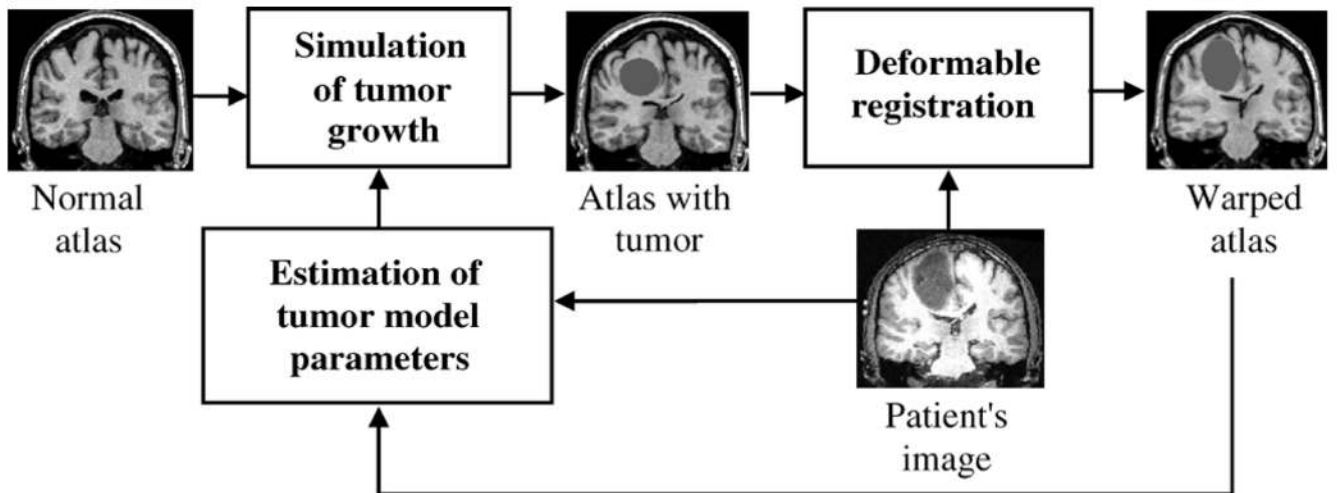 Simulation
of tumor
growth
Deformable
registration
Normal
atlas
Atlas with
tumor
Warped
atlas
Estimation of
tumor model
parameters
Patient's
image